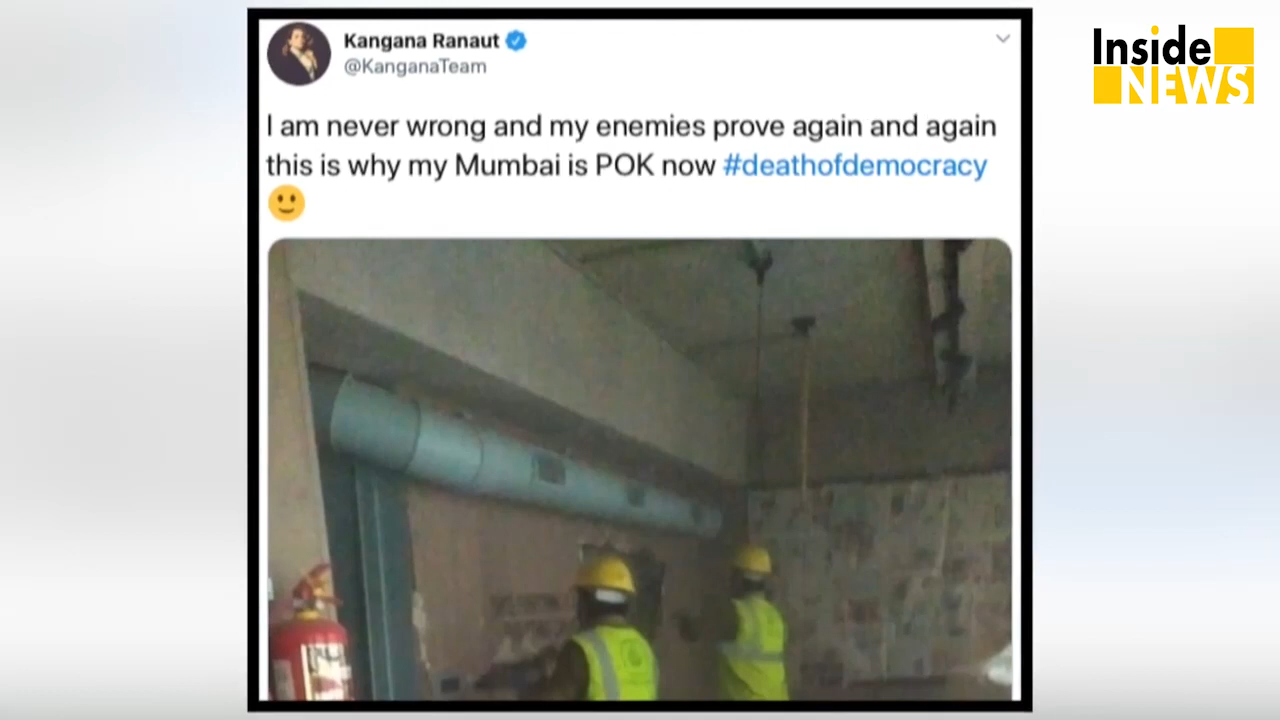 Kangana Ranaut
@KanganaTeam
I am never wrong and my enemies prove again and again
this is why my Mumbai is POK now #deathofdemocracy
Inside
NEWS